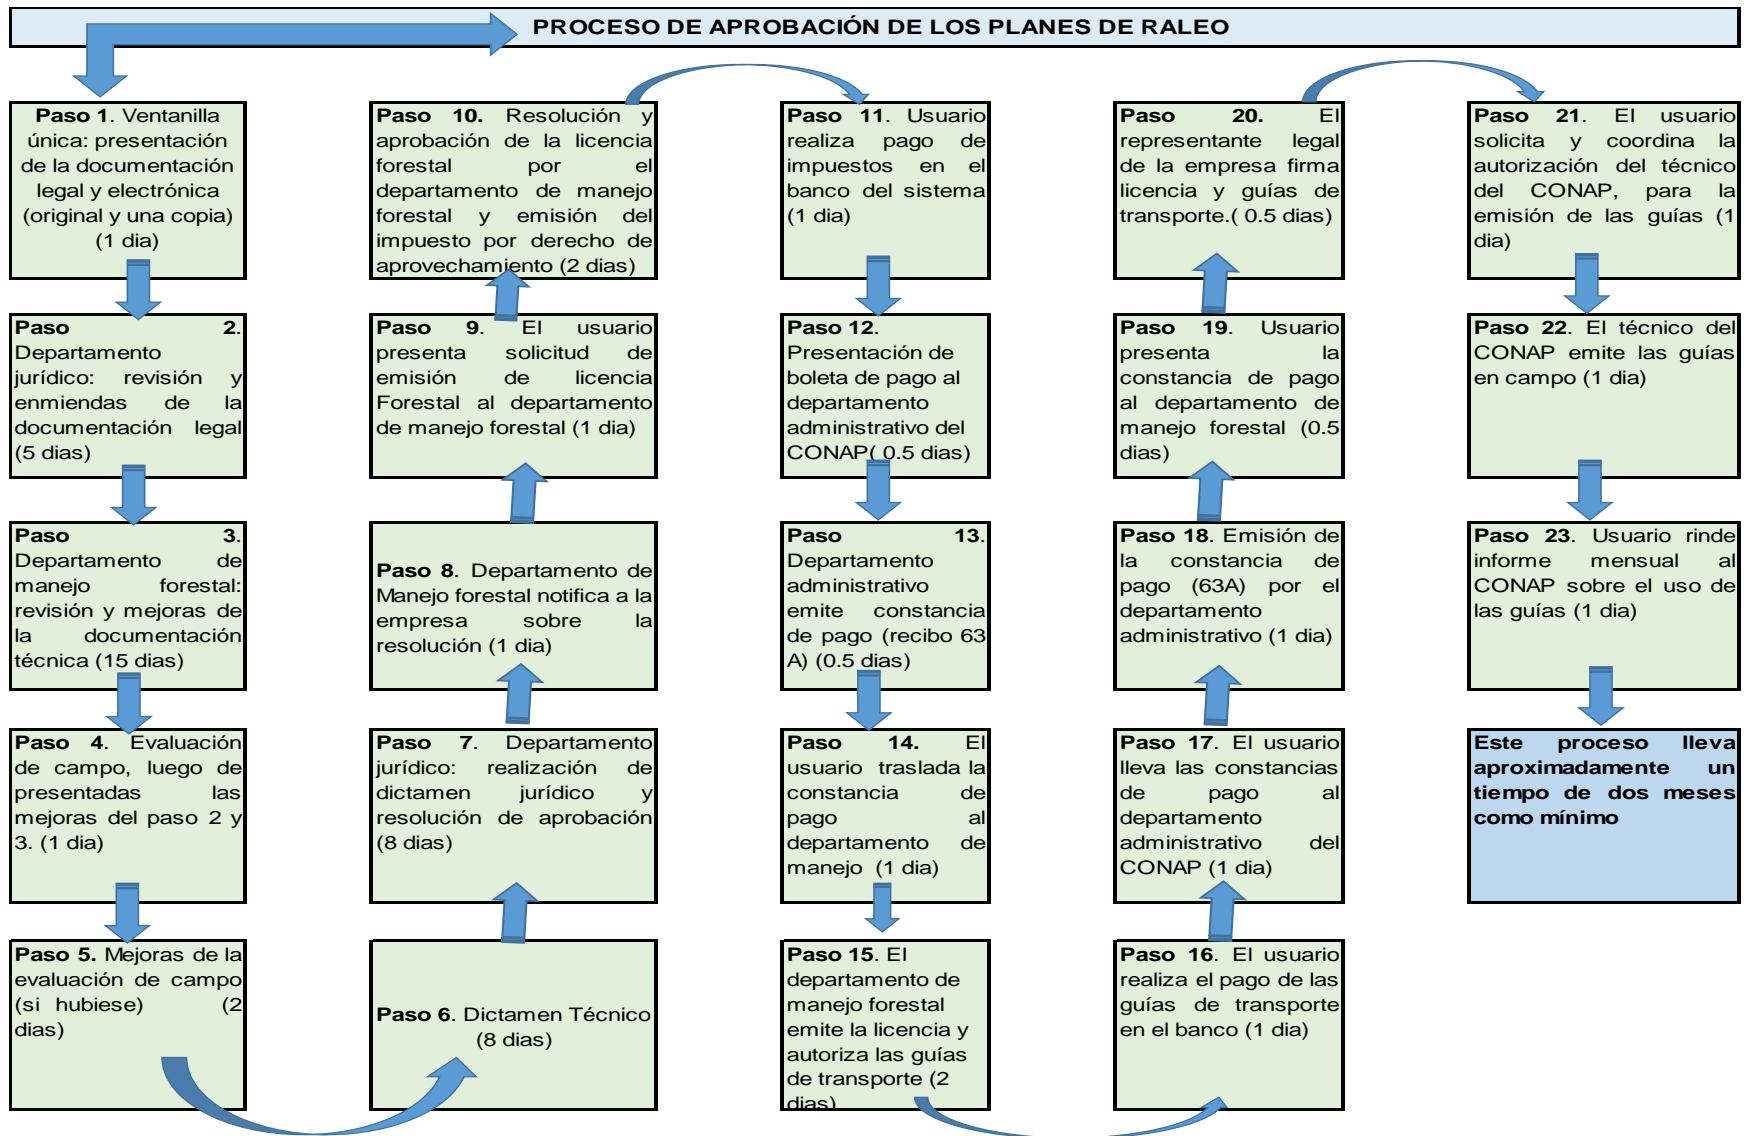 PROCESO DE APROBACIÓN DE LOS PLANES DE RALEO
Paso 1. Ventanilla
única: presentación
de la documentación
legal y electrónica
(original y una copia)
(1 dia)
Paso 2.
Departamento
jurídico: revisión y
enmiendas de la
documentación legal
(5 dias)
Paso 3.
Departamento de
manejo forestal:
revisión y mejoras de
la documentación
técnica (15 dias)
Paso 4. Evaluación
de campo, luego de
presentadas las
mejoras del paso 2 y
3. (1 dia)
Paso 5. Mejoras de la
evaluación de campo
(si hubiese) (2
dias)
Paso 6. Dictamen Técnico
(8 dias)
Paso 7. Departamento
jurídico: realización de
dictamen jurídico y
resolución de aprobación
(8 dias)
Paso 8. Departamento de
Manejo forestal notifica a la
empresa sobre la
resolución (1 dia)
Paso 9. El usuario
presenta solicitud de
emisión de licencia
Forestal al departamento
de manejo forestal (1 dia)
Paso 10. Resolución y
aprobación de la licencia
forestal por el
departamento de manejo
forestal y emisión del
impuesto por derecho de
aprovechamiento (2 dias)
Paso 11. Usuario
realiza pago de
impuestos en el
banco del sistema
(1 dia)
Paso 12.
Presentación de
boleta de pago al
departamento
administrativo del
CONAP( 0.5 dias)
Paso 13.
Departamento
administrativo
emite constancia
de pago (recibo 63
A) (0.5 dias)
Paso 14. El
usuario traslada la
constancia de
pago al
departamento de
manejo (1 dia)
Paso 15. El
departamento de
manejo forestal
emite la licencia y
autoriza las guías
de transporte (2
dias)
Paso 16. El usuario
realiza el pago de las
guías de transporte
en el banco (1 dia)
Paso 17. El usuario
lleva las constancias
de pago al
departamento
administrativo del
CONAP (1 dia)
Paso 18. Emisión de
la constancia de
pago (63A) por el
departamento
administrativo (1 dia)
Paso 19. Usuario
presenta la
constancia de pago
al departamento de
manejo forestal (0.5
dias)
Paso 20. El
representante legal
de la empresa firma
licencia y guías de
transporte.( 0.5 dias)
Paso 21. El usuario
solicita y coordina la
autorización del técnico
del CONAP, para la
emisión de las guías (1
dia)
Paso 22. El técnico del
CONAP emite las guías
en campo (1 dia)
Paso 23. Usuario rinde
informe mensual al
CONAP sobre el uso de
las guías (1 dia)
Este proceso lleva
aproximadamente un
tiempo de dos meses
como mínimo